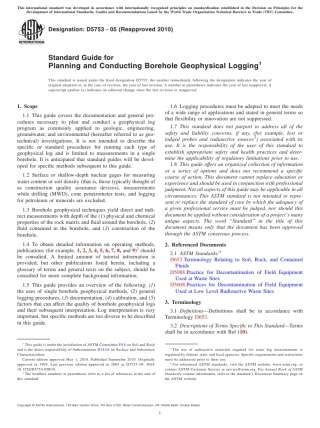 This international standard was developed in accordance with internationally recognized principles on standardization established in the Decision on Principles for the
Development of International Standards, Guides and Recommendations issued by the World Trade Organization Technical Barriers to Trade (TBT) Committee.
Designation: D5753 − 05 (Reapproved 2010)
Standard Guide for
Planning and Conducting Borehole Geophysical Logging¹
This standard is issued under the fixed designation D5753; the number immediately following the designation indicates the year of
original adoption or, in the case of revision, the year of last revision. A number in parentheses indicates the year of last reapproval. A
superscript epsilon (ε) indicates an editorial change since the last revision or reapproval.
1. Scope
1.1 This guide covers the documentation and general pro-
cedures necessary to plan and conduct a geophysical log
program as commonly applied to geologic, engineering,
groundwater, and environmental (hereafter referred to as geo-
technical) investigations. It is not intended to describe the
specific or standard procedures for running each type of
geophysical log and is limited to measurements in a single
borehole. It is anticipated that standard guides will be devel-
oped for specific methods subsequent to this guide.
1.2 Surface or shallow-depth nuclear gages for measuring
water content or soil density (that is, those typically thought of
as construction quality assurance devices), measurements
while drilling (MWD), cone penetrometer tests, and logging
for petroleum or minerals are excluded.
1.3 Borehole geophysical techniques yield direct and indi-
rect measurements with depth of the (1) physical and chemical
properties of the rock matrix and fluid around the borehole, (2)
fluid contained in the borehole, and (3) construction of the
borehole.
1.4 To obtain detailed information on operating methods,
publications (for example, 1, 2, 3, 4, 5, 6, 7, 8, and 9)² should
be consulted. A limited amount of tutorial information is
provided, but other publications listed herein, including a
glossary of terms and general texts on the subject, should be
consulted for more complete background information.
1.5 This guide provides an overview of the following: (1)
the uses of single borehole geophysical methods, (2) general
logging procedures, (3) documentation, (4) calibration, and (5)
factors that can affect the quality of borehole geophysical logs
and their subsequent interpretation. Log interpretation is very
important, but specific methods are too diverse to be described
in this guide.
¹ This guide is under the jurisdiction of ASTM Committee D18 on Soil and Rock
and is the direct responsibility of Subcommittee D18.01 on Surface and Subsurface
Characterization.
Current edition approved May 1, 2010. Published September 2010. Originally
approved in 1995. Last previous edition approved in 2005 as D5753–05. DOI:
10.1520/D5753-05R10.
² The boldface numbers in parentheses refer to a list of references at the end of
this standard.
1.6 Logging procedures must be adapted to meet the needs
of a wide range of applications and stated in general terms so
that flexibility or innovation are not suppressed.
1.7 This standard does not purport to address all of the
safety and liability concerns, if any, (for example, lost or
lodged probes and radioactive sources³) associated with its
use. It is the responsibility of the user of this standard to
establish appropriate safety and health practices and deter-
mine the applicability of regulatory limitations prior to use.
1.8 This guide offers an organized collection of information
or a series of options and does not recommend a specific
course of action. This document cannot replace education or
experience and should be used in conjunction with professional
judgment. Not all aspects of this guide may be applicable in all
circumstances. This ASTM standard is not intended to repre-
sent or replace the standard of care by which the adequacy of
a given professional service must be judged, nor should this
document be applied without consideration of a project's many
unique aspects. The word "Standard" in the title of this
document means only that the document has been approved
through the ASTM consensus process.
2. Referenced Documents
2.1 ASTM Standards:⁴
D653 Terminology Relating to Soil, Rock, and Contained
Fluids
D5088 Practice for Decontamination of Field Equipment
Used at Waste Sites
D5608 Practices for Decontamination of Field Equipment
Used at Low Level Radioactive Waste Sites
3. Terminology
3.1 Definitions—Definitions shall be in accordance with
Terminology D653.
3.2 Descriptions of Terms Specific to This Standard—Terms
shall be in accordance with Ref (10).
³ The use of radioactive materials required for some log measurements is
regulated by federal, state, and local agencies. Specific requirements and restrictions
must be addressed prior to their use.
⁴ For referenced ASTM standards, visit the ASTM website, www.astm.org, or
contact ASTM Customer Service at service@astm.org. For Annual Book of ASTM
Standards volume information, refer to the standard's Document Summary page on
the ASTM website.
Copyright © ASTM International, 100 Barr Harbor Drive, PO Box C700, West Conshohocken, PA 19428-2959. United States
1